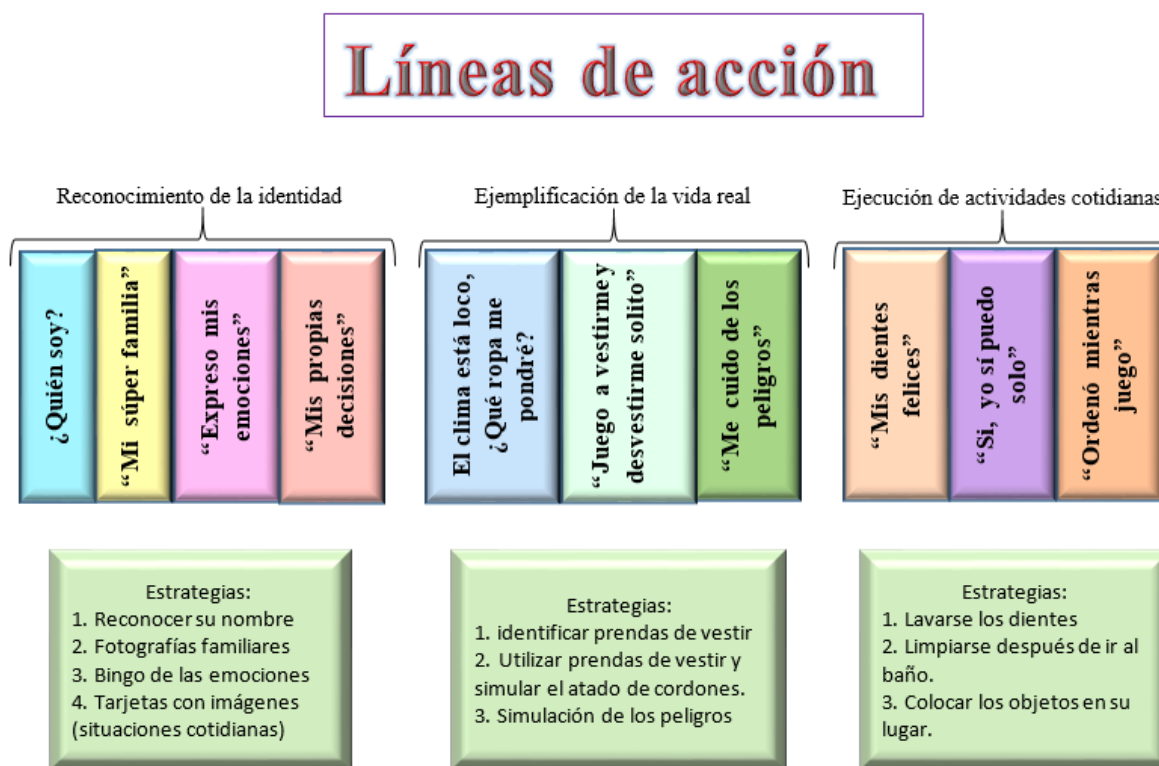 Líneas de acción
Reconocimiento de la identidad
¿Quién soy?
“Mi súper familia”
“Expreso mis
emociones”
“Mis propias
decisiones”
Ejemplificación de la vida real
El clima está loco,
¿Qué ropa me
pondré?
“Juego a vestirme y
desvestirme solito”
“Me cuido de los
peligros”
Ejecución de actividades cotidianas
“Mis dientes
felices”
“Si, yo sí puedo
solo”
“Ordenó mientras
juego”
Estrategias:
1. Reconocer su nombre
2. Fotografías familiares
3. Bingo de las emociones
4. Tarjetas con imágenes
(situaciones cotidianas)
Estrategias:
1. identificar prendas de vestir
2. Utilizar prendas de vestir y
simular el atado de cordones.
3. Simulación de los peligros
Estrategias:
1. Lavarse los dientes
2. Limpiarse después de ir al
baño.
3. Colocar los objetos en su
lugar.